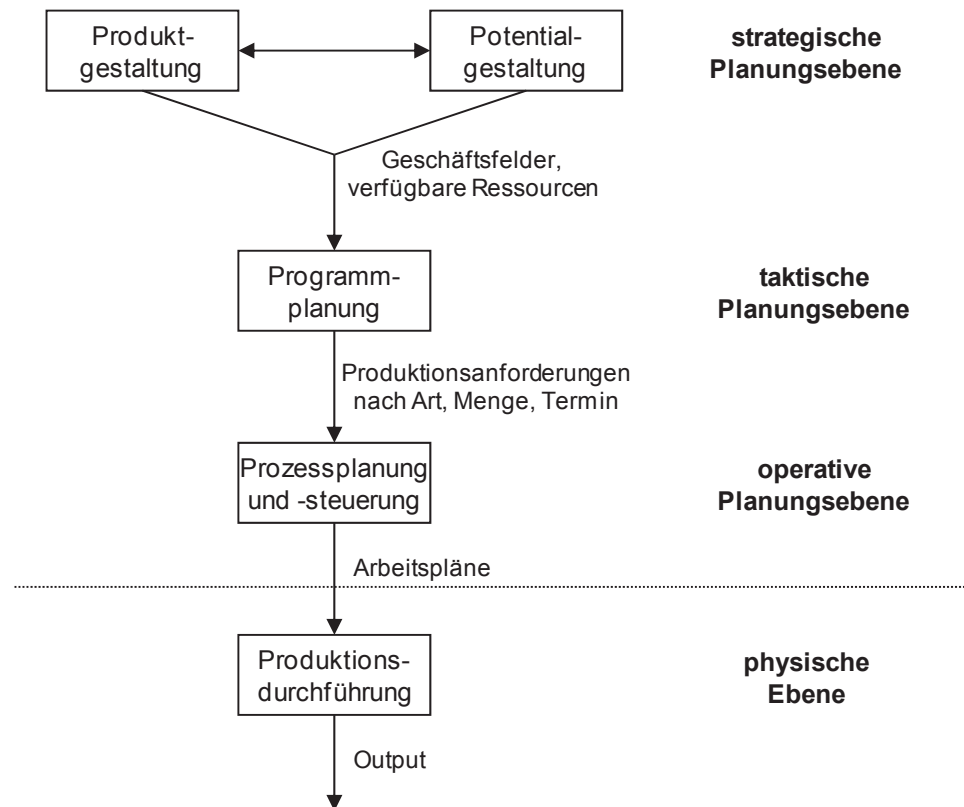 Produkt-
gestaltung
Potential-
gestaltung
strategische
Planungsebene
Geschäftsfelder,
verfügbare Ressourcen
Programm-
planung
taktische
Planungsebene
Produktionsanforderungen
nach Art, Menge, Termin
Prozessplanung
und -steuerung
operative
Planungsebene
Arbeitspläne
Produktions-
durchführung
physische
Ebene
Output